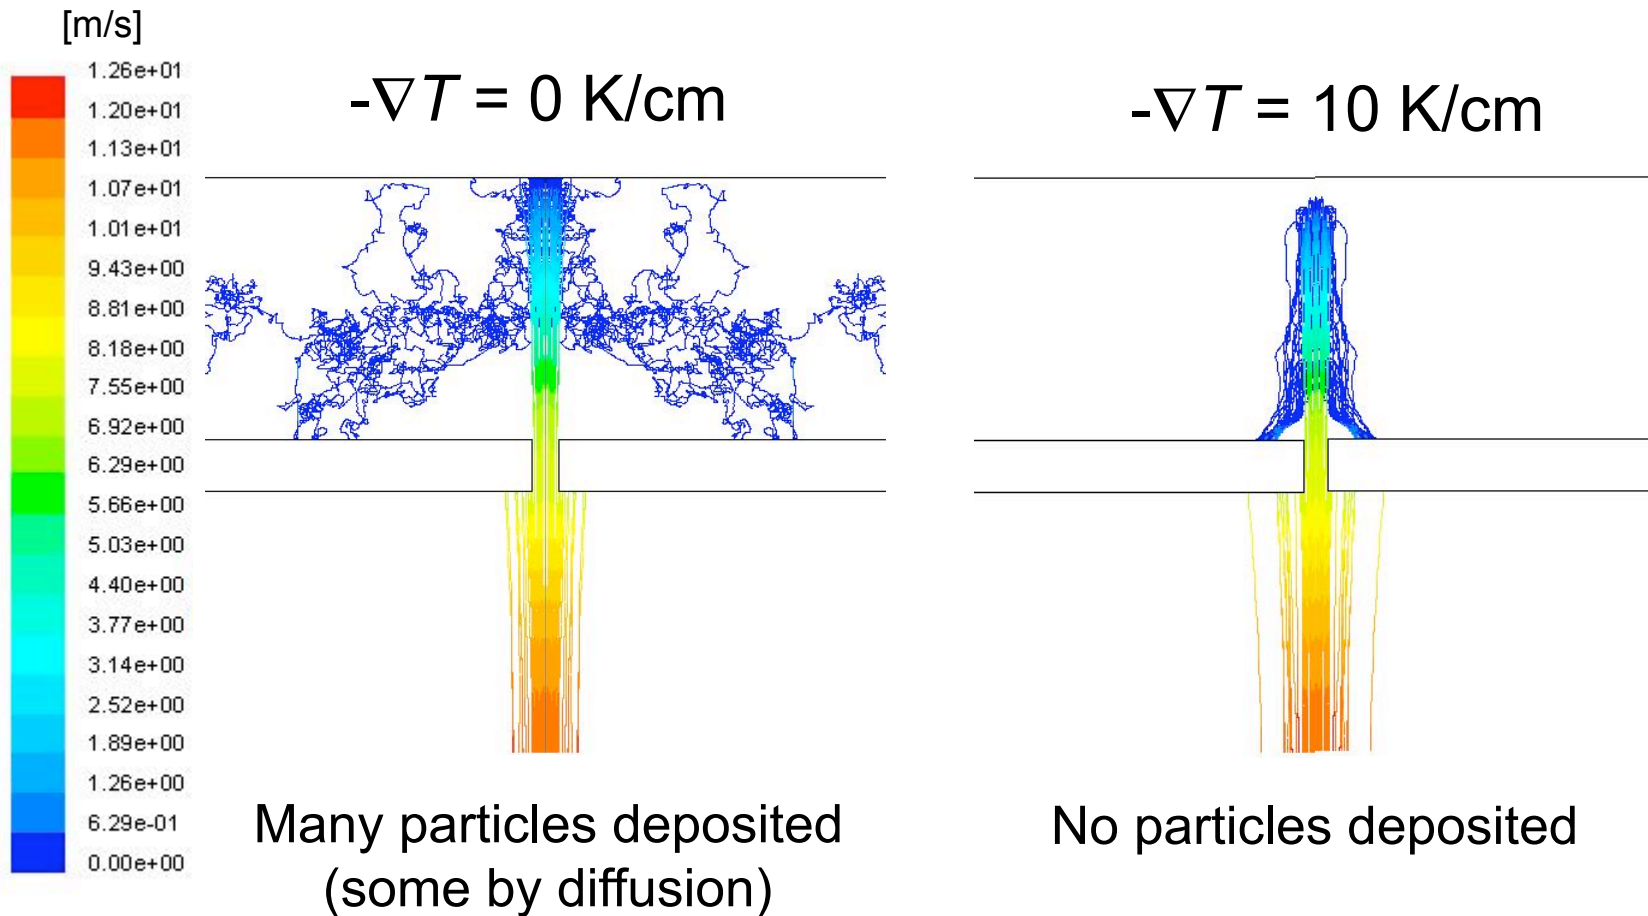 [m/s]
1.26e+01
1.20e+01
1.13e+01
1.07e+01
1.01e+01
9.43e+00
8.81e+00
8.18e+00
7.55e+00
6.92e+00
6.29e+00
5.66e+00
5.03e+00
4.40e+00
3.77e+00
3.14e+00
2.52e+00
1.89e+00
1.26e+00
6.29e-01
0.00e+00
-∇T = 0 K/cm
Many particles deposited
(some by diffusion)
-∇T = 10 K/cm
No particles deposited